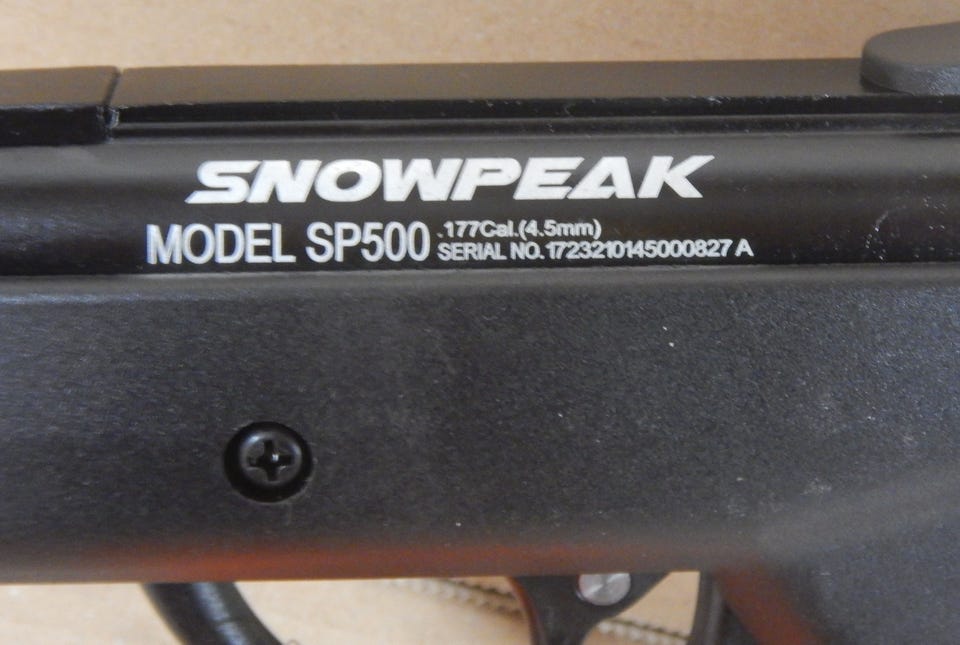 SNOWPEAK
MODEL SP500
.177Cal.(4.5mm)
SERIAL NO.1723210145000827 A